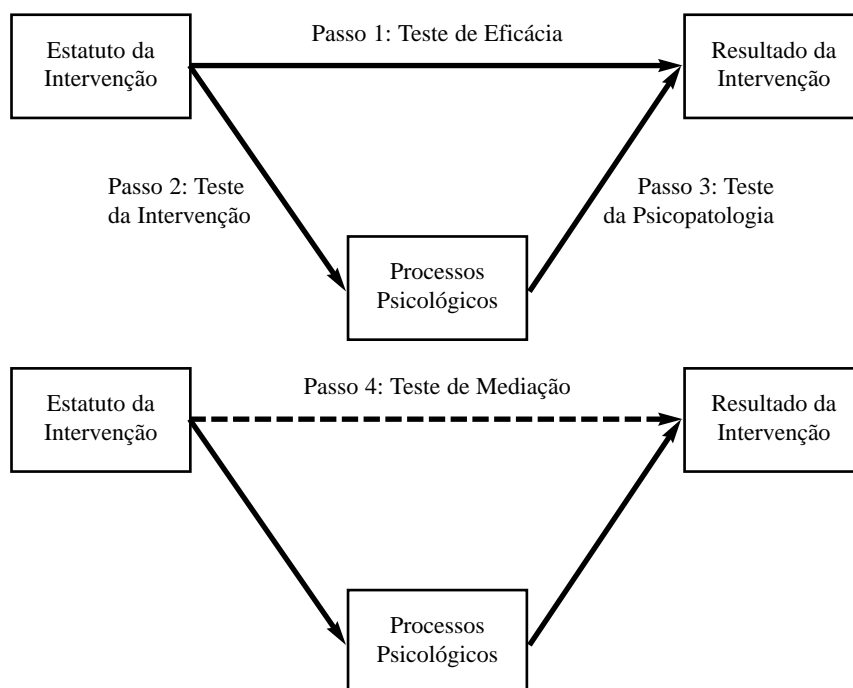 Passo 1: Teste de Eficácia
Estatuto da
Intervenção
Resultado da
Intervenção
Passo 2: Teste
da Intervenção
Passo 3: Teste
da Psicopatologia
Processos
Psicológicos
Passo 4: Teste de Mediação
Estatuto da
Intervenção
Resultado da
Intervenção
Processos
Psicológicos